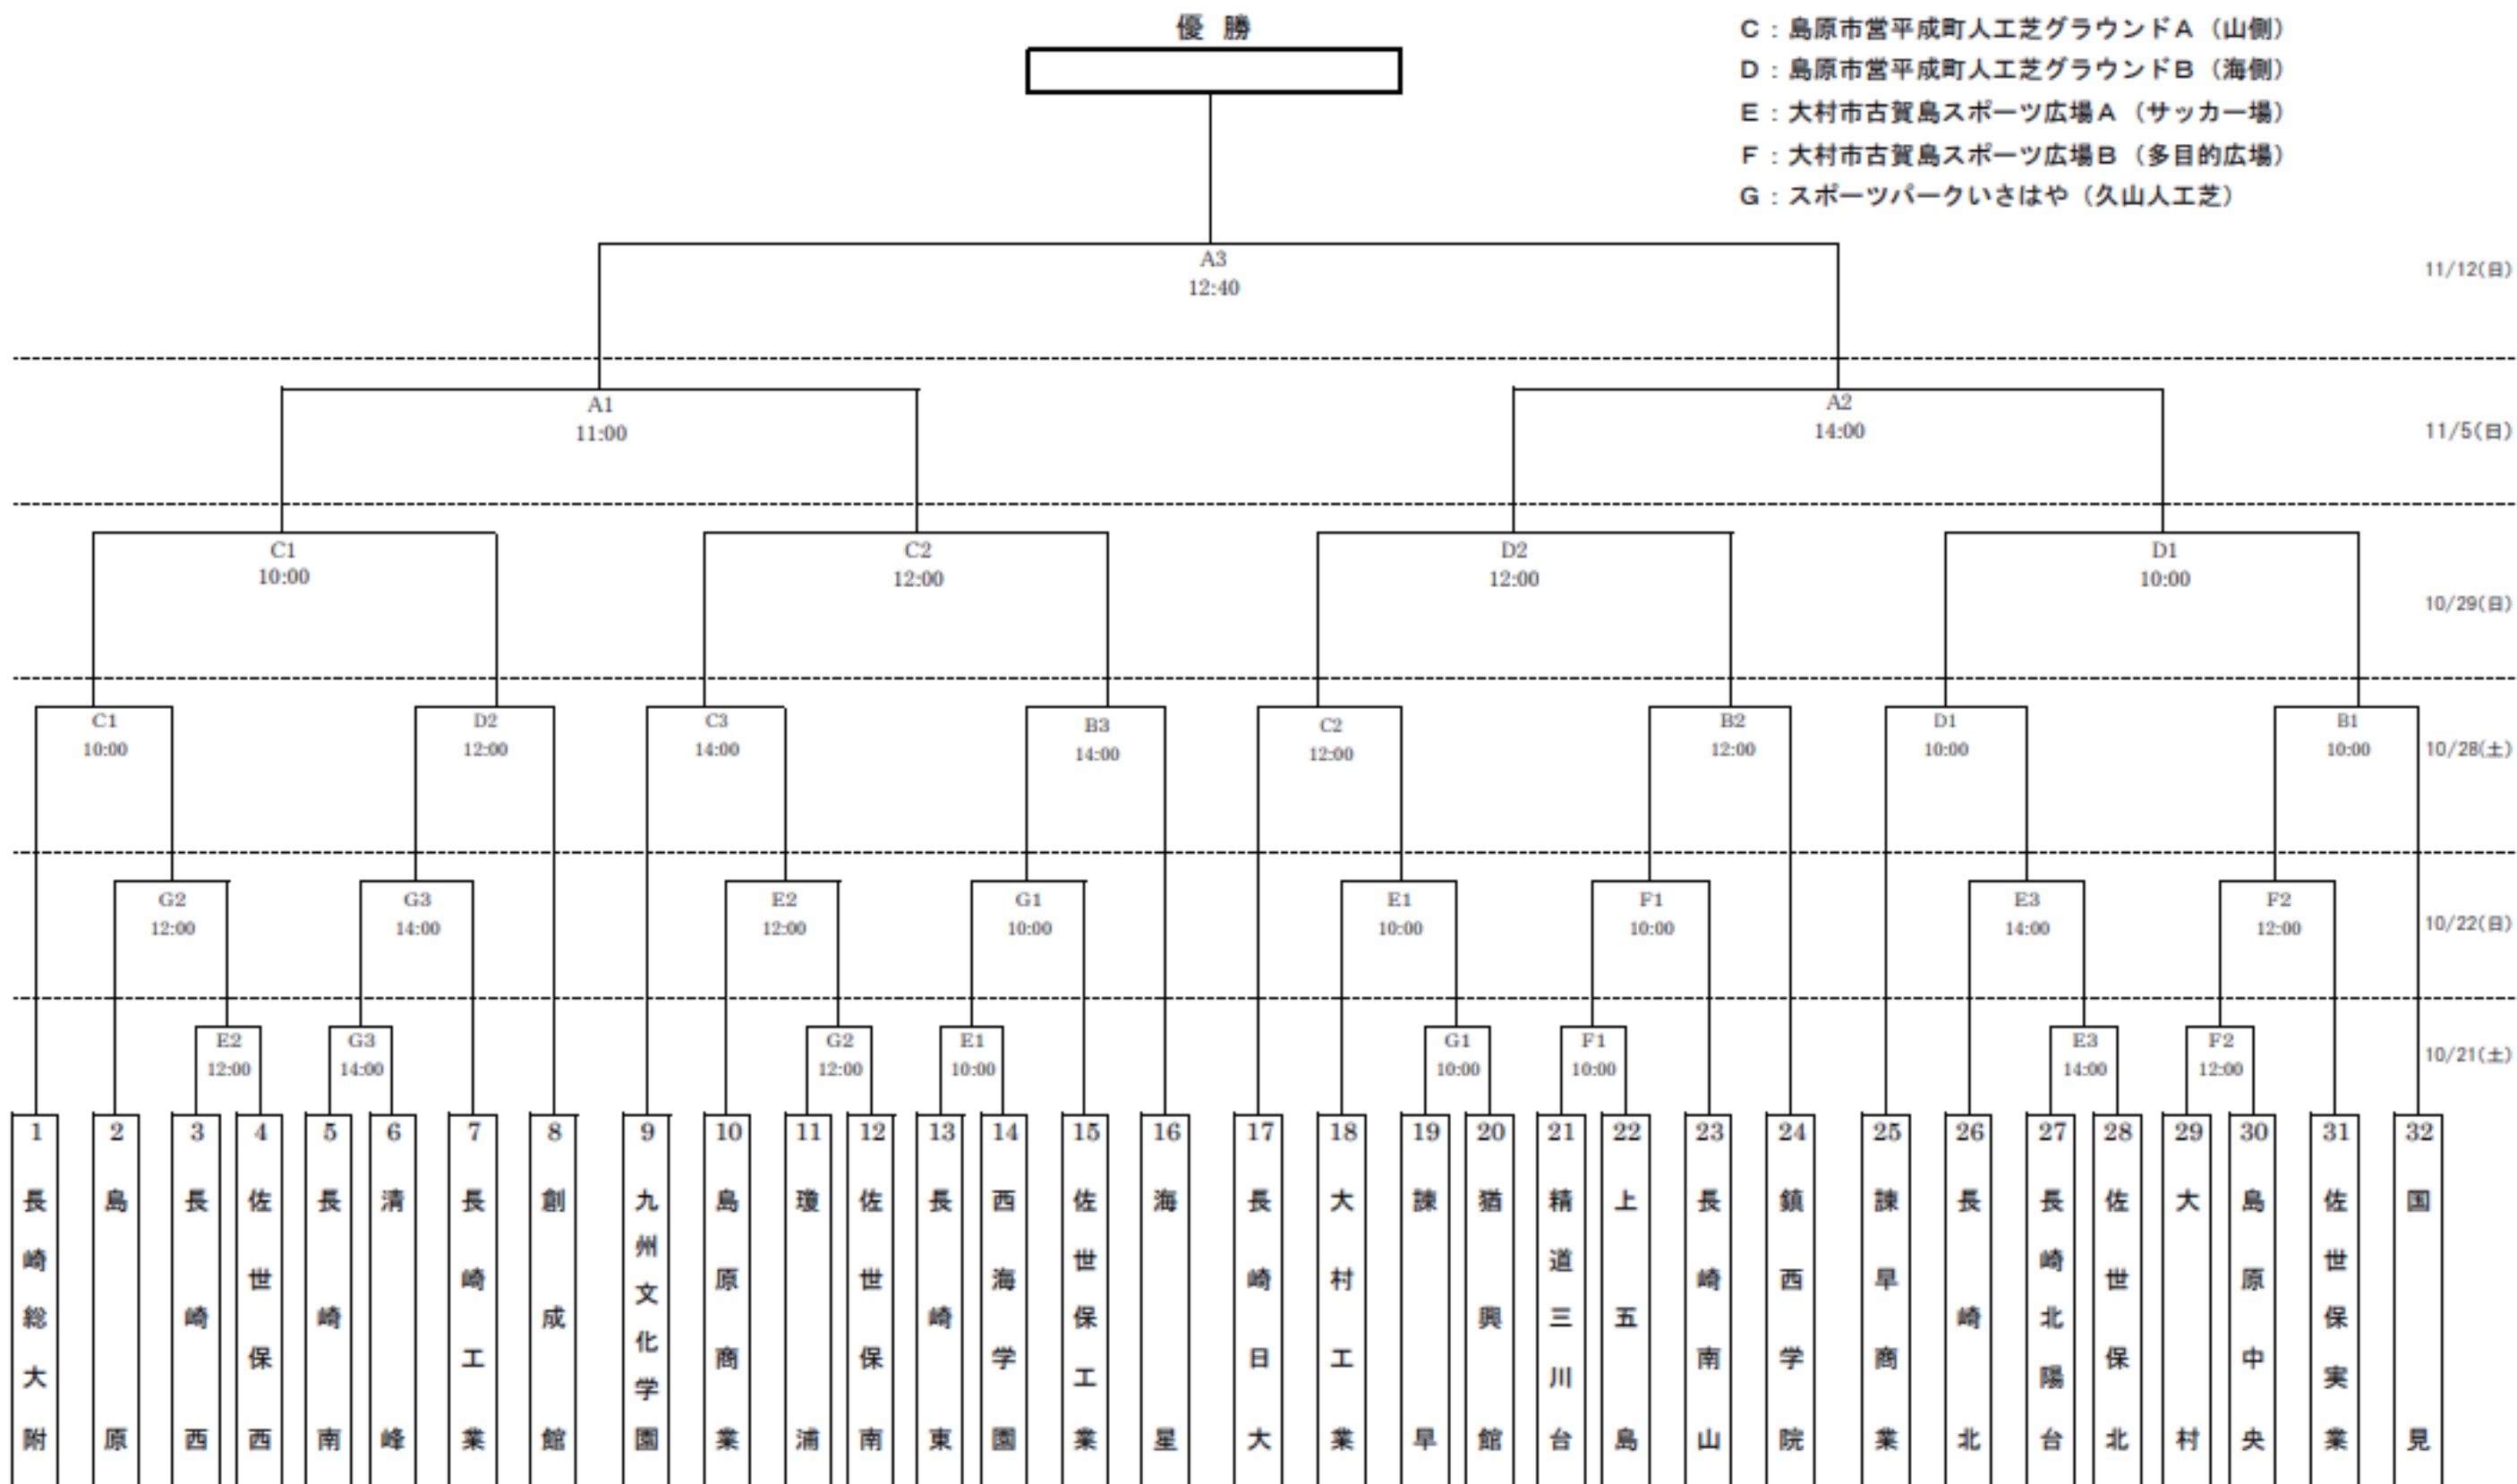 優 勝
C：島原市営平成町人工芝グラウンドA（山側）
D：島原市営平成町人工芝グラウンドB（海側）
E：大村市古賀島スポーツ広場A（サッカー場）
F：大村市古賀島スポーツ広場B（多目的広場）
G：スポーツパークいさはや（久山人工芝）
A3
12:40
11/12(日)
A1
11:00
A2
14:00
11/5(日)
C1
10:00
C2
12:00
D2
12:00
D1
10:00
10/29(日)
C1
10:00
D2
12:00
C3
14:00
B3
14:00
C2
12:00
B2
12:00
D1
10:00
B1
10:00
10/28(土)
G2
12:00
G3
14:00
E2
12:00
G1
10:00
E1
10:00
F1
10:00
E3
14:00
F2
12:00
10/22(日)
E2
12:00
G3
14:00
G2
12:00
E1
10:00
G1
10:00
F1
10:00
E3
14:00
F2
12:00
10/21(土)
1
長崎総大附
2
島原
3
長崎西
4
佐世保西
5
長崎南
6
清峰
7
長崎工業
8
創成館
9
九州文化学園
10
島原商業
11
瓊浦
12
佐世保南
13
長崎東
14
西海学園
15
佐世保工業
16
海星
17
長崎日大
18
大村工業
19
諫早
20
猶興館
21
精道三川台
22
上五島
23
長崎南山
24
鎮西学院
25
諫早商業
26
長崎北
27
長崎北陽台
28
佐世保北
29
大村
30
島原中央
31
佐世保実業
32
国見